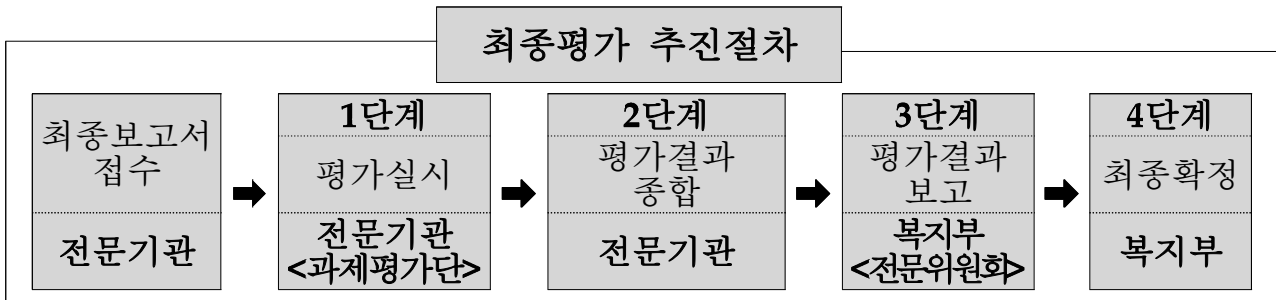 최종평가 추진절차
최종보고서
접수
전문기관
1단계
평가실시
전문기관
<과제평가단>
2단계
평가결과
종합
전문기관
3단계
평가결과
보고
복지부
<전문위원회>
4단계
최종확정
복지부